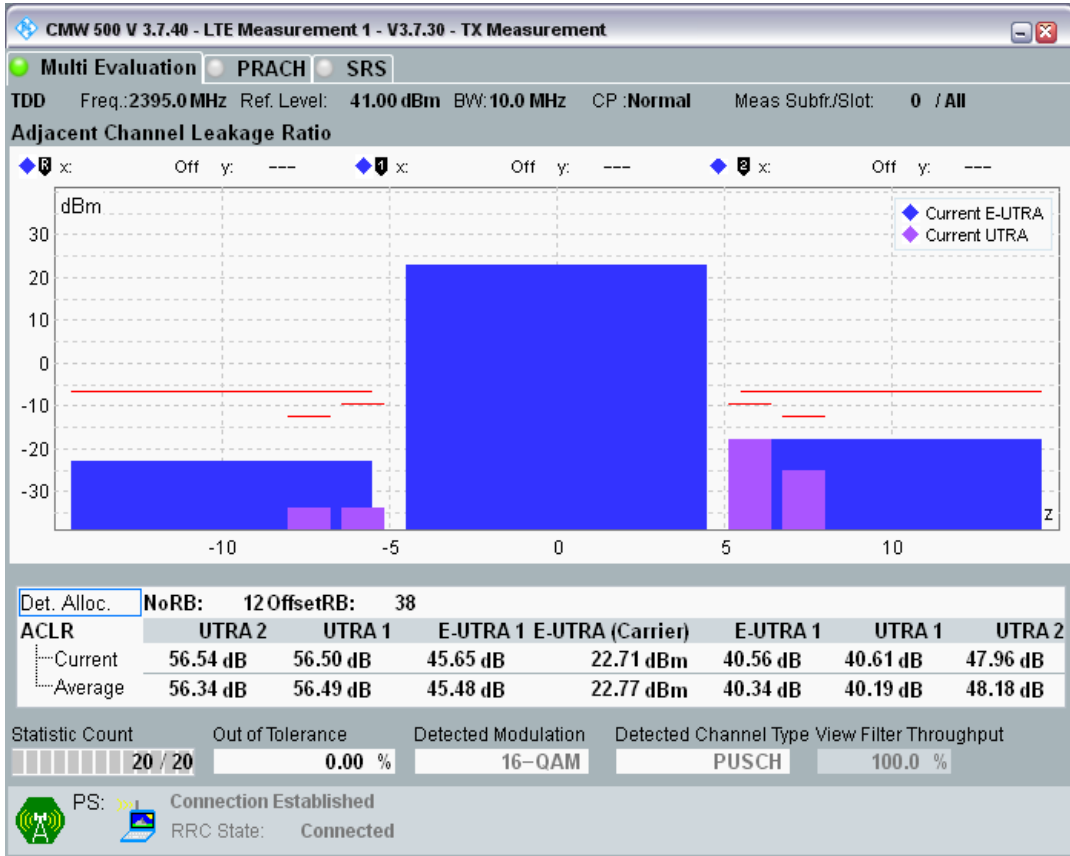 CMW 500 V 3.7.40 - LTE Measurement 1 - V3.7.30 - TX Measurement
Multi Evaluation PRACH SRS
TDD Freq.:2395.0 MHz Ref. Level: 41.00 dBm BW: 10.0 MHz CP :Normal Meas Subfr./Slot: 0 / All
Adjacent Channel Leakage Ratio
R x: Off y: --- 1 x: Off y: --- 2 x: Off y: ---
dBm
Current E-UTRA
Current UTRA
30
20
10
0
-10
-20
-30
z
-10 -5 0 5 10
Det. Alloc. NoRB: 12 OffsetRB: 38
ACLR UTRA 2 UTRA 1 E-UTRA 1 E-UTRA (Carrier) E-UTRA 1 UTRA 1 UTRA 2
Current 56.54 dB 56.50 dB 45.65 dB 22.71 dBm 40.56 dB 40.61 dB 47.96 dB
Average 56.34 dB 56.49 dB 45.48 dB 22.77 dBm 40.34 dB 40.19 dB 48.18 dB
Statistic Count Out of Tolerance Detected Modulation Detected Channel Type View Filter Throughput
20 / 20 0.00 % 16-QAM PUSCH 100.0 %
PS: Connection Established
RRC State: Connected